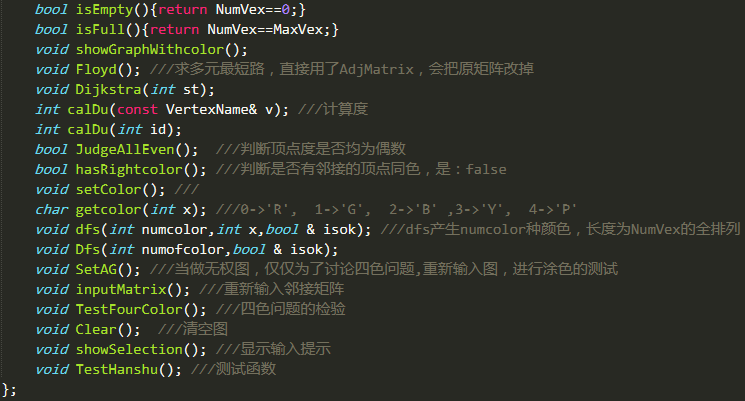 bool isEmpty(){return NumVex==0;}
bool isFull(){return NumVex==MaxVex;}
void showGraphWithcolor();
void Floyd(); ///求多元最短路，直接用了AdjMatrix，会把原矩阵改掉
void Dijkstra(int st);
int calDu(const VertexName& v); ///计算度
int calDu(int id);
bool JudgeAllEven();  ///判断顶点度是否均为偶数
bool hasRightcolor(); ///判断是否有邻接的顶点同色，是：false
void setColor(); ///
char getcolor(int x); ///0->'R',  1->'G',  2->'B' ,3->'Y',  4->'P'
void dfs(int numcolor,int x,bool & isok); ///dfs产生numcolor种颜色，长度为NumVex的全排列
void Dfs(int numofcolor,bool & isok);
void SetAG(); ///当做无权图，仅仅为了讨论四色问题,重新输入图，进行涂色的测试
void inputMatrix(); ///重新输入邻接矩阵
void TestFourColor(); ///四色问题的检验
void Clear();  ///清空图
void showSelection(); ///显示输入提示
void TestHanshu(); ///测试函数
};